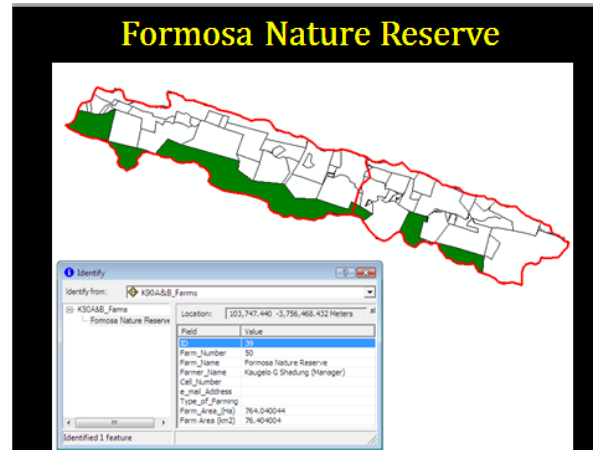 Formosa Nature Reserve
Identify
Identify from: K90A&B_Farms
K90A&B_Farms
Formosa Nature Reserve
Location: 103,747.440 -3,756,468.432 Meters
Field Value
ID 39
Farm_Number 50
Farm_Name Formosa Nature Reserve
Farmer_Name Kaugelo G Shadung (Manager)
Cell_Number
e_mail_Address
Type_of_Farming
Farm_Area_(Ha) 764.040044
Farm Area (km2) 76.404004
Identified 1 feature